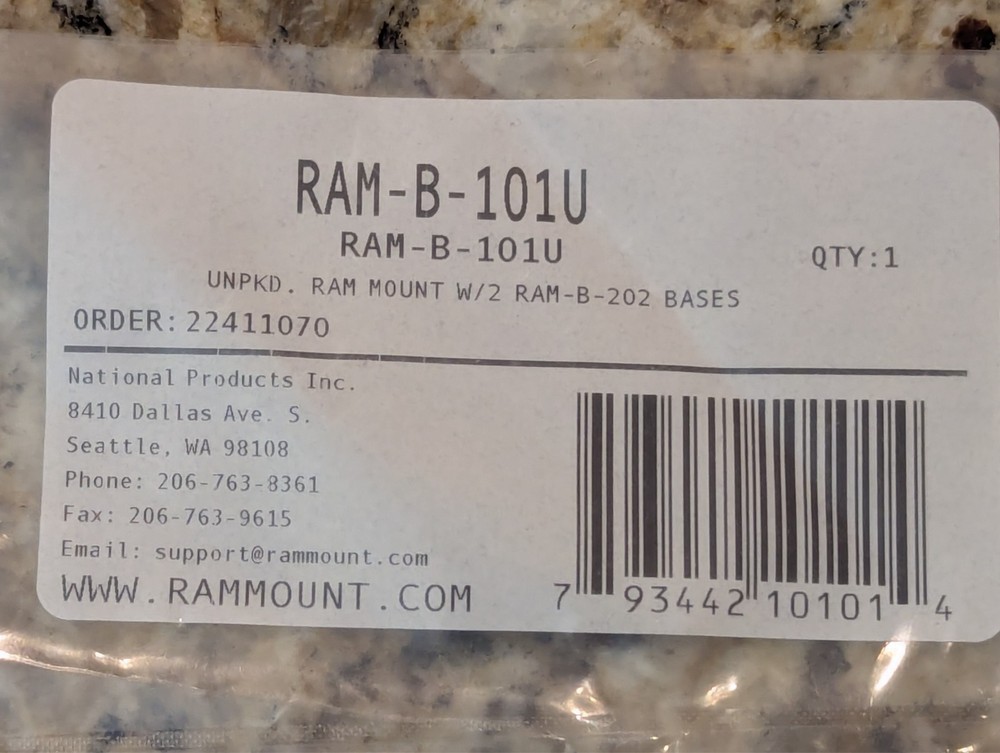 RAM-B-101U
RAM-B-101U
QTY:1
UNPKD. RAM MOUNT W/2 RAM-B-202 BASES
ORDER: 22411070
National Products Inc.
8410 Dallas Ave. S.
Seattle, WA 98108
Phone: 206-763-8361
Fax: 206-763-9615
Email: support@rammount.com
WWW.RAMMOUNT.COM
7 93442 10101 4